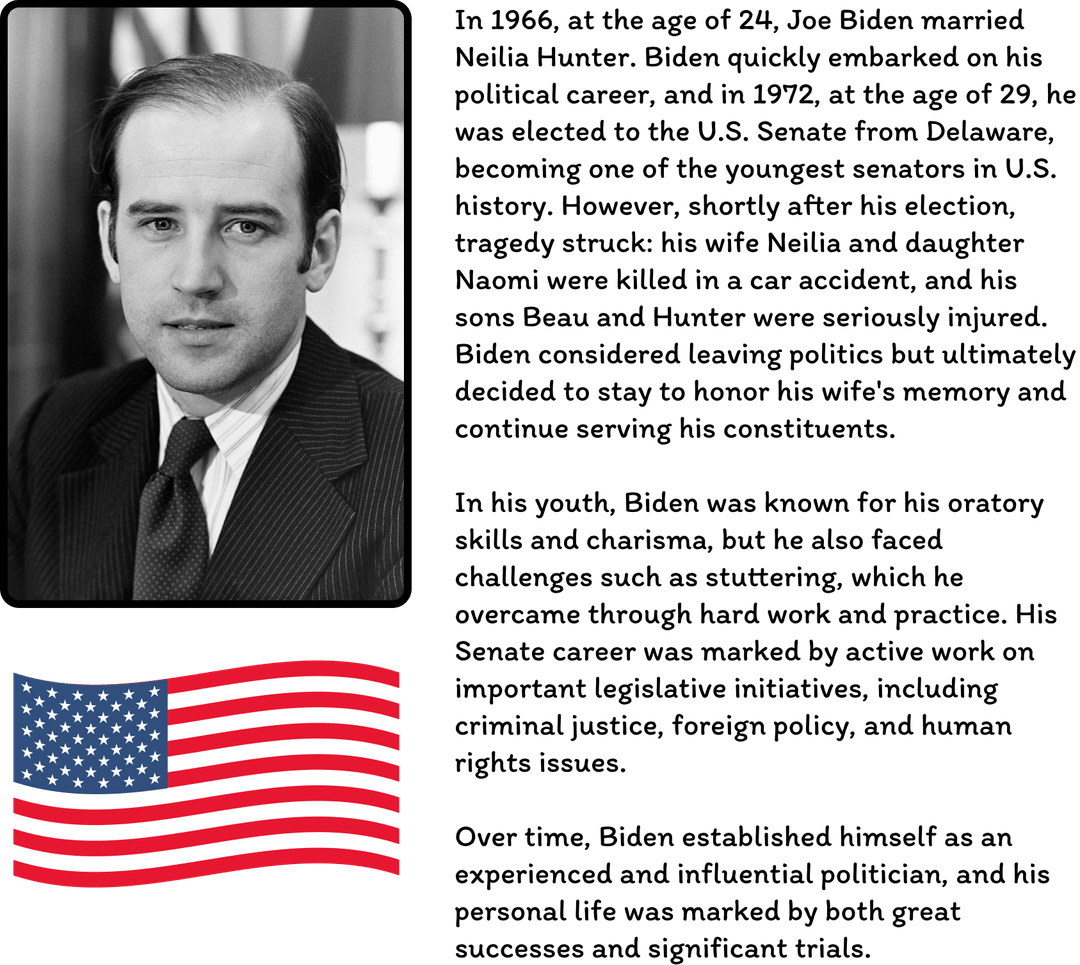 In 1966, at the age of 24, Joe Biden married
Neilia Hunter. Biden quickly embarked on his
political career, and in 1972, at the age of 29, he
was elected to the U.S. Senate from Delaware,
becoming one of the youngest senators in U.S.
history. However, shortly after his election,
tragedy struck: his wife Neilia and daughter
Naomi were killed in a car accident, and his
sons Beau and Hunter were seriously injured.
Biden considered leaving politics but ultimately
decided to stay to honor his wife's memory and
continue serving his constituents.
In his youth, Biden was known for his oratory
skills and charisma, but he also faced
challenges such as stuttering, which he
overcame through hard work and practice. His
Senate career was marked by active work on
important legislative initiatives, including
criminal justice, foreign policy, and human
rights issues.
Over time, Biden established himself as an
experienced and influential politician, and his
personal life was marked by both great
successes and significant trials.